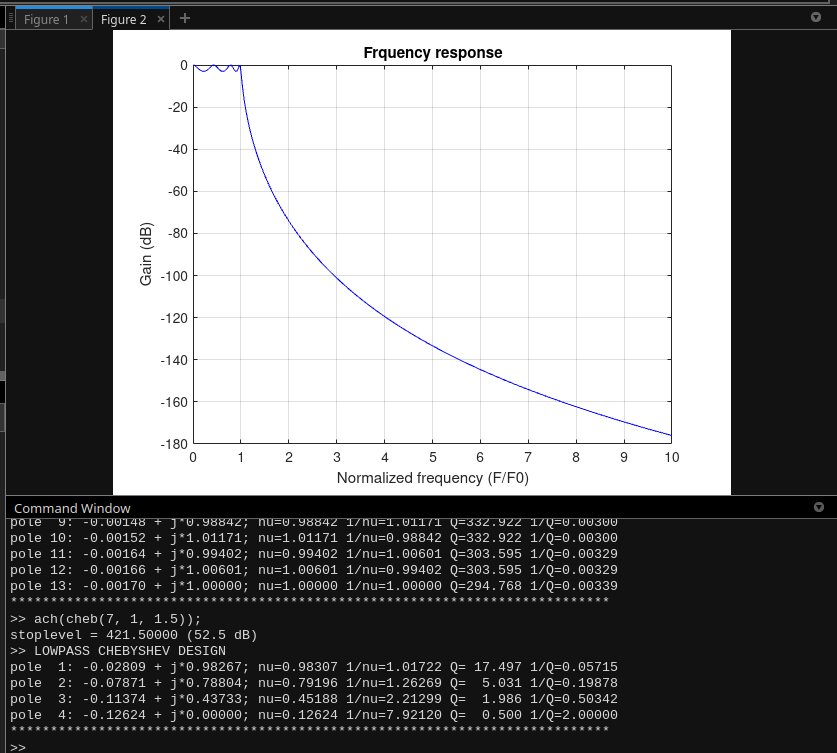 Figure 1 × Figure 2 × +
Frquency response
Gain (dB)
0
-20
-40
-60
-80
-100
-120
-140
-160
-180
0 1 2 3 4 5 6 7 8 9 10
Normalized frequency (F/F0)
Command Window
pole  9: -0.00148 + j*0.98842; nu=0.98842 1/nu=1.01171 Q=332.922 1/Q=0.00300
pole 10: -0.00152 + j*1.01171; nu=1.01171 1/nu=0.98842 Q=332.922 1/Q=0.00300
pole 11: -0.00164 + j*0.99402; nu=0.99402 1/nu=1.00601 Q=303.595 1/Q=0.00329
pole 12: -0.00166 + j*1.00601; nu=1.00601 1/nu=0.99402 Q=303.595 1/Q=0.00329
pole 13: -0.00170 + j*1.00000; nu=1.00000 1/nu=1.00000 Q=294.768 1/Q=0.00339
***************************************************************************
>> ach(cheb(7, 1, 1.5));
stoplevel = 421.50000 (52.5 dB)
>> LOWPASS CHEBYSHEV DESIGN
pole  1: -0.02809 + j*0.98267; nu=0.98307 1/nu=1.01722 Q= 17.497 1/Q=0.05715
pole  2: -0.07871 + j*0.78804; nu=0.79196 1/nu=1.26269 Q=  5.031 1/Q=0.19878
pole  3: -0.11374 + j*0.43733; nu=0.45188 1/nu=2.21299 Q=  1.986 1/Q=0.50342
pole  4: -0.12624 + j*0.00000; nu=0.12624 1/nu=7.92120 Q=  0.500 1/Q=2.00000
***************************************************************************
>>